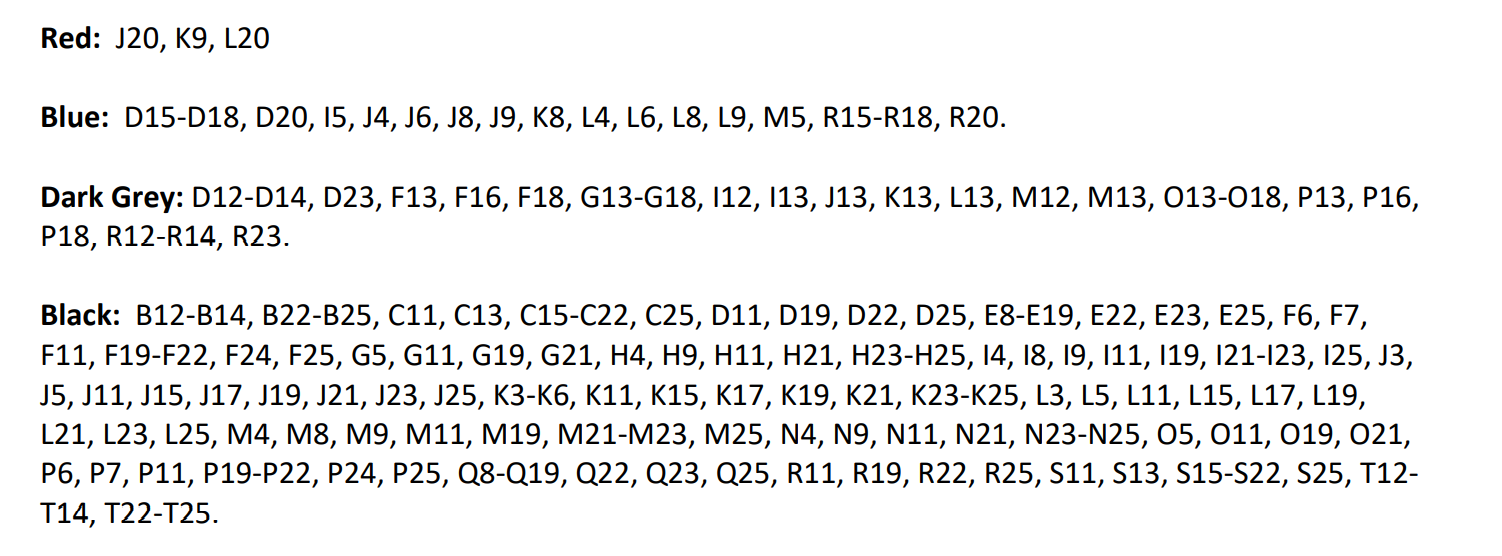 Red: J20, K9, L20
Blue: D15-D18, D20, I5, J4, J6, J8, J9, K8, L4, L6, L8, L9, M5, R15-R18, R20.
Dark Grey: D12-D14, D23, F13, F16, F18, G13-G18, I12, I13, J13, K13, L13, M12, M13, O13-O18, P13, P16,
P18, R12-R14, R23.
Black: B12-B14, B22-B25, C11, C13, C15-C22, C25, D11, D19, D22, D25, E8-E19, E22, E23, E25, F6, F7,
F11, F19-F22, F24, F25, G5, G11, G19, G21, H4, H9, H11, H21, H23-H25, I4, I8, I9, I11, I19, I21-I23, I25, J3,
J5, J11, J15, J17, J19, J21, J23, J25, K3-K6, K11, K15, K17, K19, K21, K23-K25, L3, L5, L11, L15, L17, L19,
L21, L23, L25, M4, M8, M9, M11, M19, M21-M23, M25, N4, N9, N11, N21, N23-N25, O5, O11, O19, O21,
P6, P7, P11, P19-P22, P24, P25, Q8-Q19, Q22, Q23, Q25, R11, R19, R22, R25, S11, S13, S15-S22, S25, T12-
T14, T22-T25.